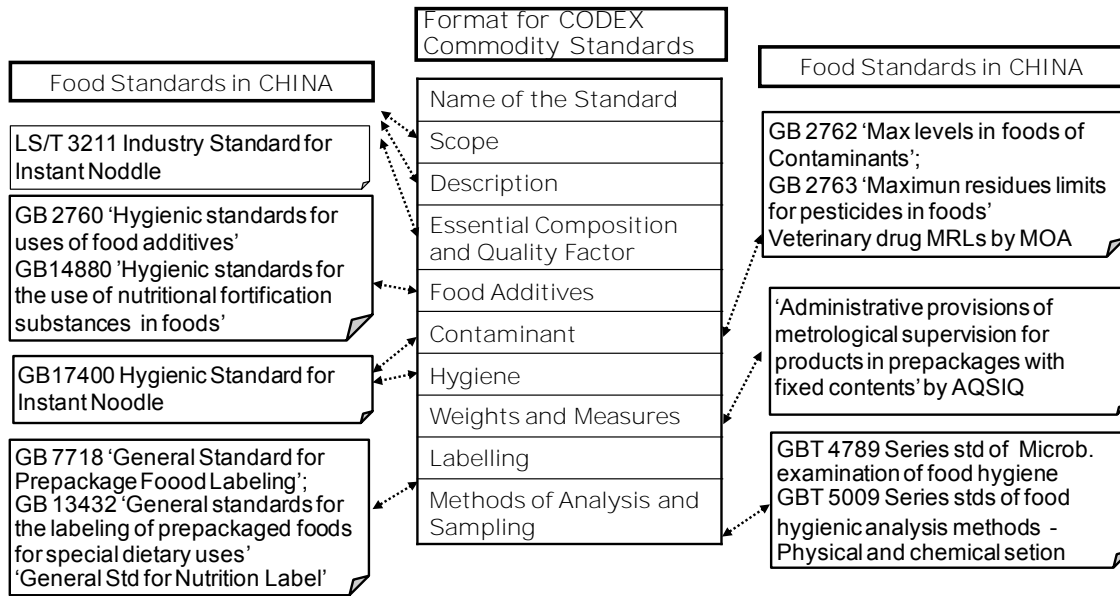 Format for CODEX
Commodity Standards
Food Standards in CHINA
LS/T 3211 Industry Standard for
Instant Noddle
GB 2760 ‘Hygienic standards for
uses of food additives’
GB14880 ’Hygienic standards for
the use of nutritional fortification
substances in foods’
GB17400 Hygienic Standard for
Instant Noodle
GB 7718 ‘General Standard for
Prepackage Foood Labeling’;
GB 13432 ‘General standards for
the labeling of prepackaged foods
for special dietary uses’
‘General Std for Nutrition Label’
Name of the Standard
Scope
Description
Essential Composition
and Quality Factor
Food Additives
Contaminant
Hygiene
Weights and Measures
Labelling
Methods of Analysis and
Sampling
Food Standards in CHINA
GB 2762 ‘Max levels in foods of
Contaminants’;
GB 2763 ‘Maximun residues limits
for pesticides in foods’
Veterinary drug MRLs by MOA
‘Administrative provisions of
metrological supervision for
products in prepackages with
fixed contents’ by AQSIQ
GBT 4789 Series std of Microb.
examination of food hygiene
GBT 5009 Series stds of food
hygienic analysis methods -
Physical and chemical setion